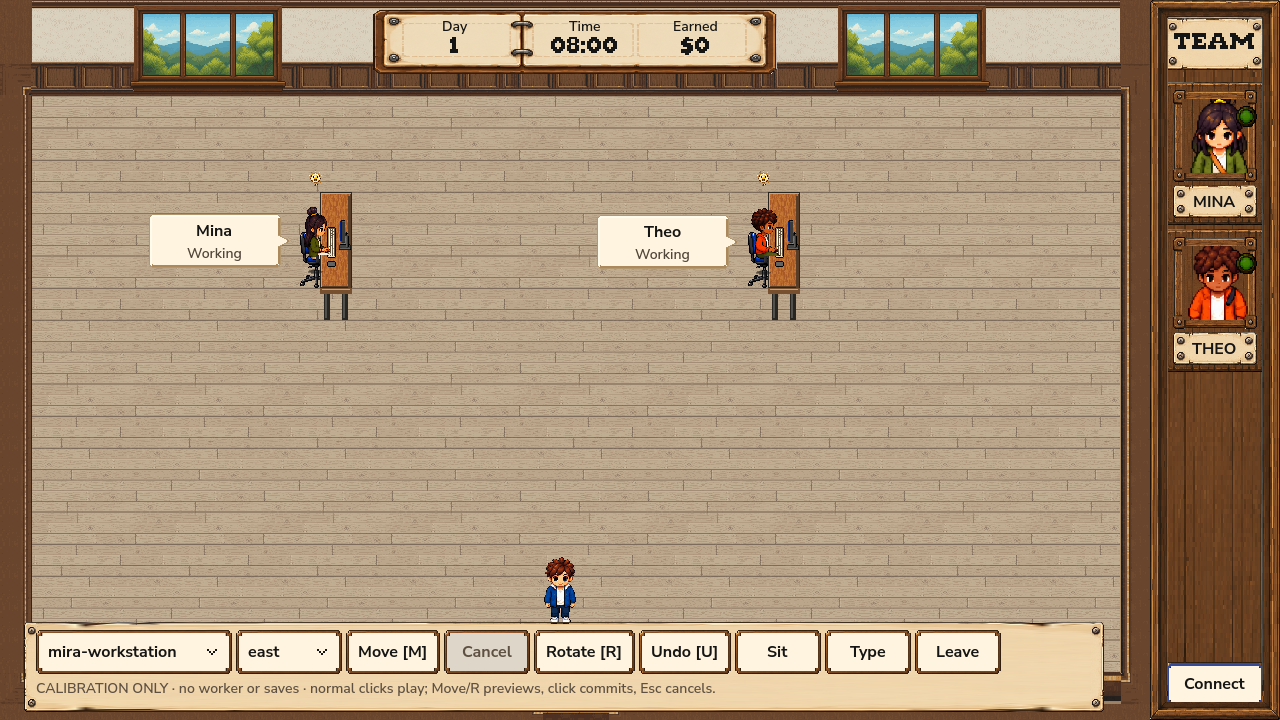 Day
1
Time
08:00
Earned
$0
TEAM
MINA
THEO
Mina
Working
Theo
Working
mira-workstation
east
Move [M]
Cancel
Rotate [R]
Undo [U]
Sit
Type
Leave
CALIBRATION ONLY · no worker or saves · normal clicks play; Move/R previews, click commits, Esc cancels.
Connect